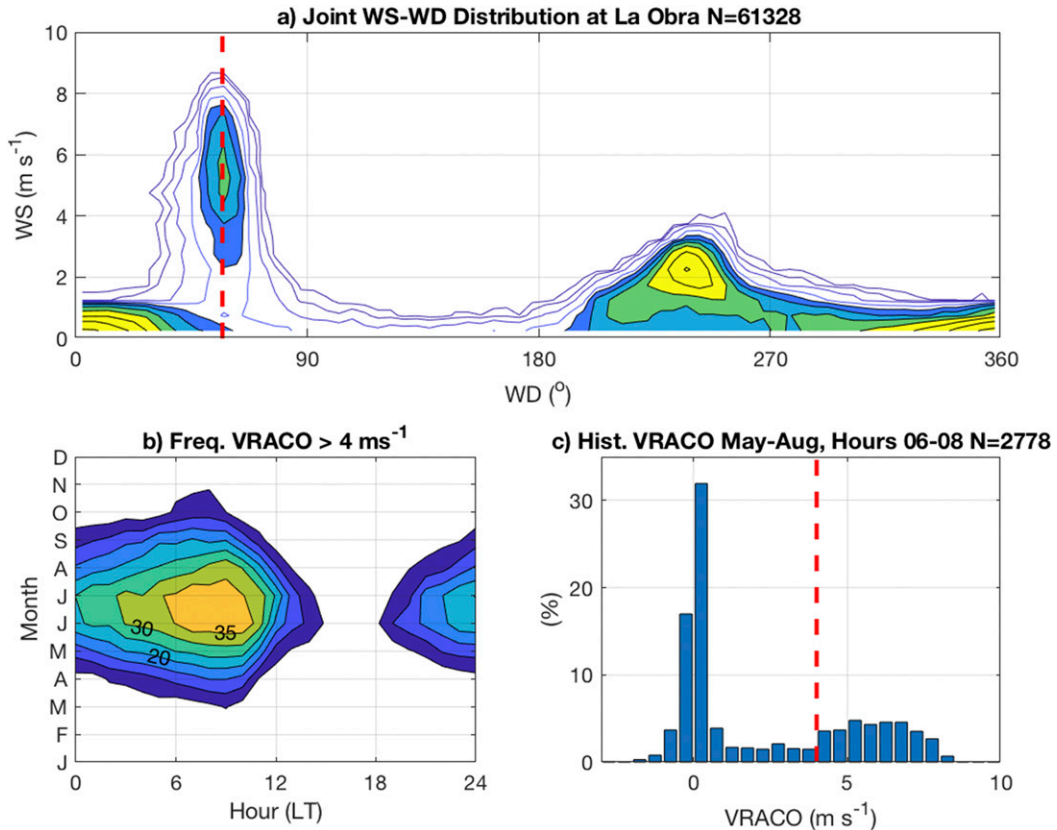 a) Joint WS-WD Distribution at La Obra N=61328
10
8
6
4
2
0
WS (m s⁻¹)
0 90 180 270 360
WD (º)
b) Freq. VRACO > 4 ms⁻¹
D
N
O
S
A
J
J
M
A
M
F
J
Month
30
35
20
0 6 12 18 24
Hour (LT)
c) Hist. VRACO May-Aug, Hours 06-08 N=2778
30
20
10
0
(%)
0 5 10
VRACO (m s⁻¹)